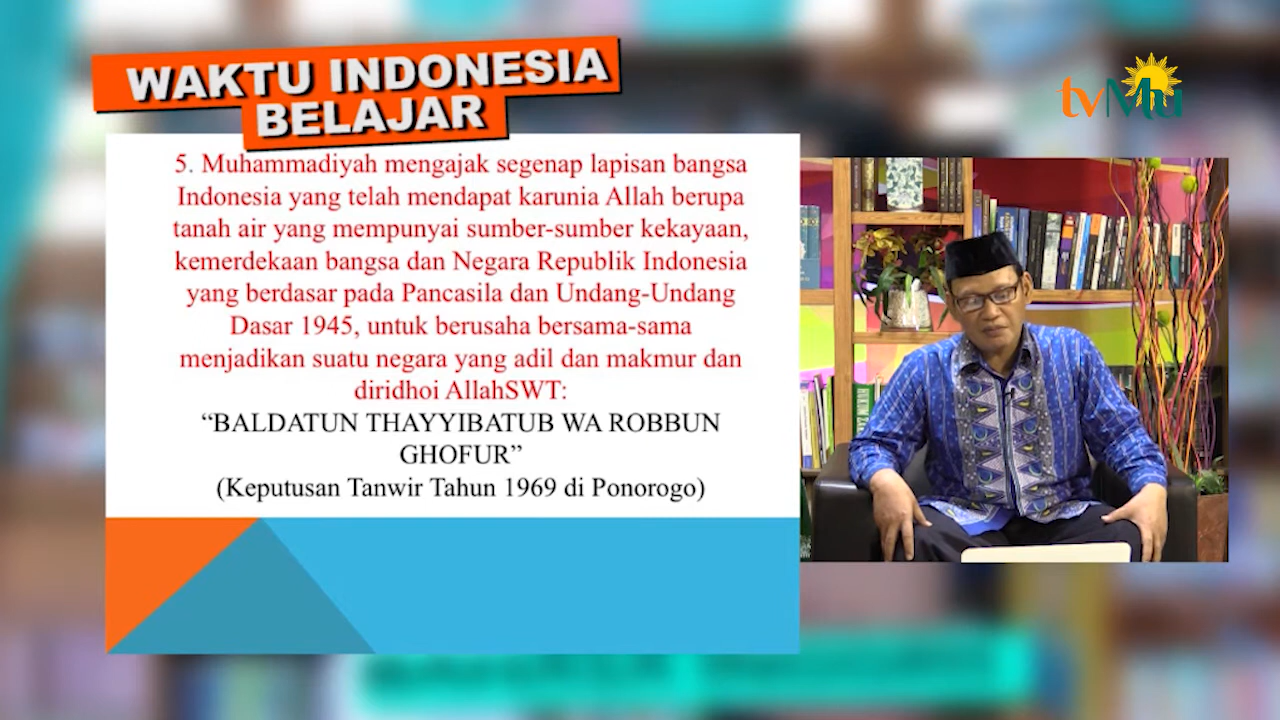 WAKTU INDONESIA
BELAJAR
tvMu
5. Muhammadiyah mengajak segenap lapisan bangsa
Indonesia yang telah mendapat karunia Allah berupa
tanah air yang mempunyai sumber-sumber kekayaan,
kemerdekaan bangsa dan Negara Republik Indonesia
yang berdasar pada Pancasila dan Undang-Undang
Dasar 1945, untuk berusaha bersama-sama
menjadikan suatu negara yang adil dan makmur dan
diridhoi AllahSWT:
“BALDATUN THAYYIBATUB WA ROBBUN
GHOFUR”
(Keputusan Tanwir Tahun 1969 di Ponorogo)